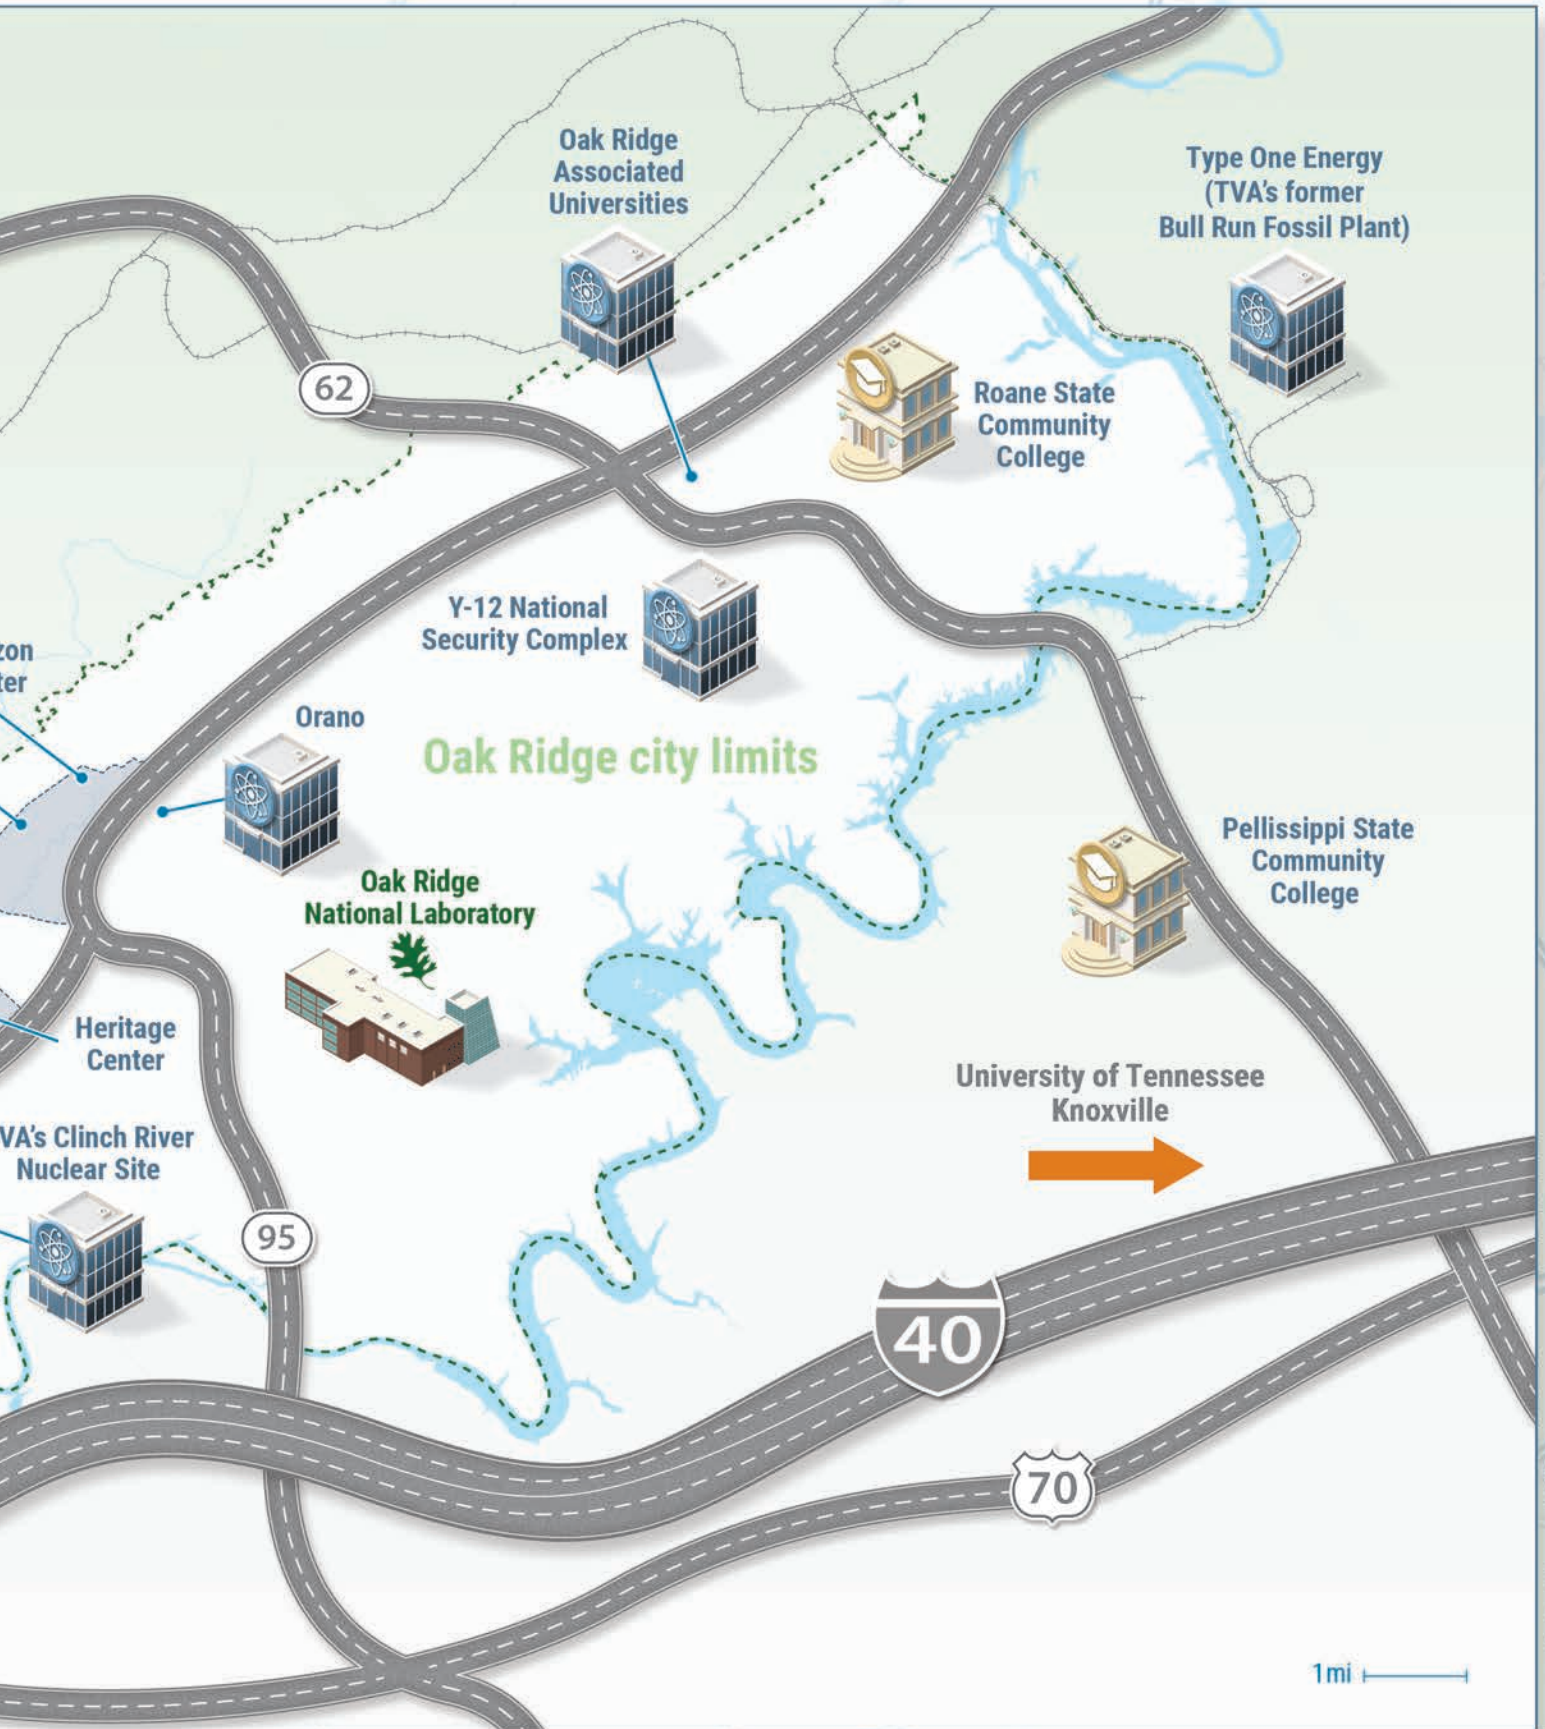 Oak Ridge
Associated
Universities
Type One Energy
(TVA's former
Bull Run Fossil Plant)
62
Roane State
Community
College
Y-12 National
Security Complex
zon
ter
Orano
Oak Ridge city limits
Pellissippi State
Community
College
Oak Ridge
National Laboratory
Heritage
Center
University of Tennessee
Knoxville
VA's Clinch River
Nuclear Site
95
40
70
1mi